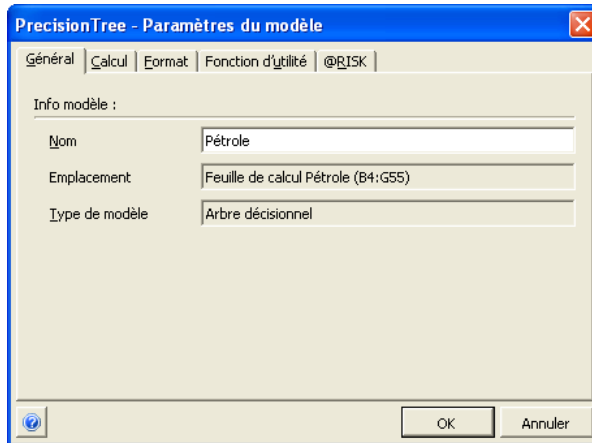 PrecisionTree - Paramètres du modèle
Général Calcul Format Fonction d'utilité @RISK
Info modèle :
Nom Pétrole
Emplacement Feuille de calcul Pétrole (B4:G55)
Type de modèle Arbre décisionnel
OK Annuler